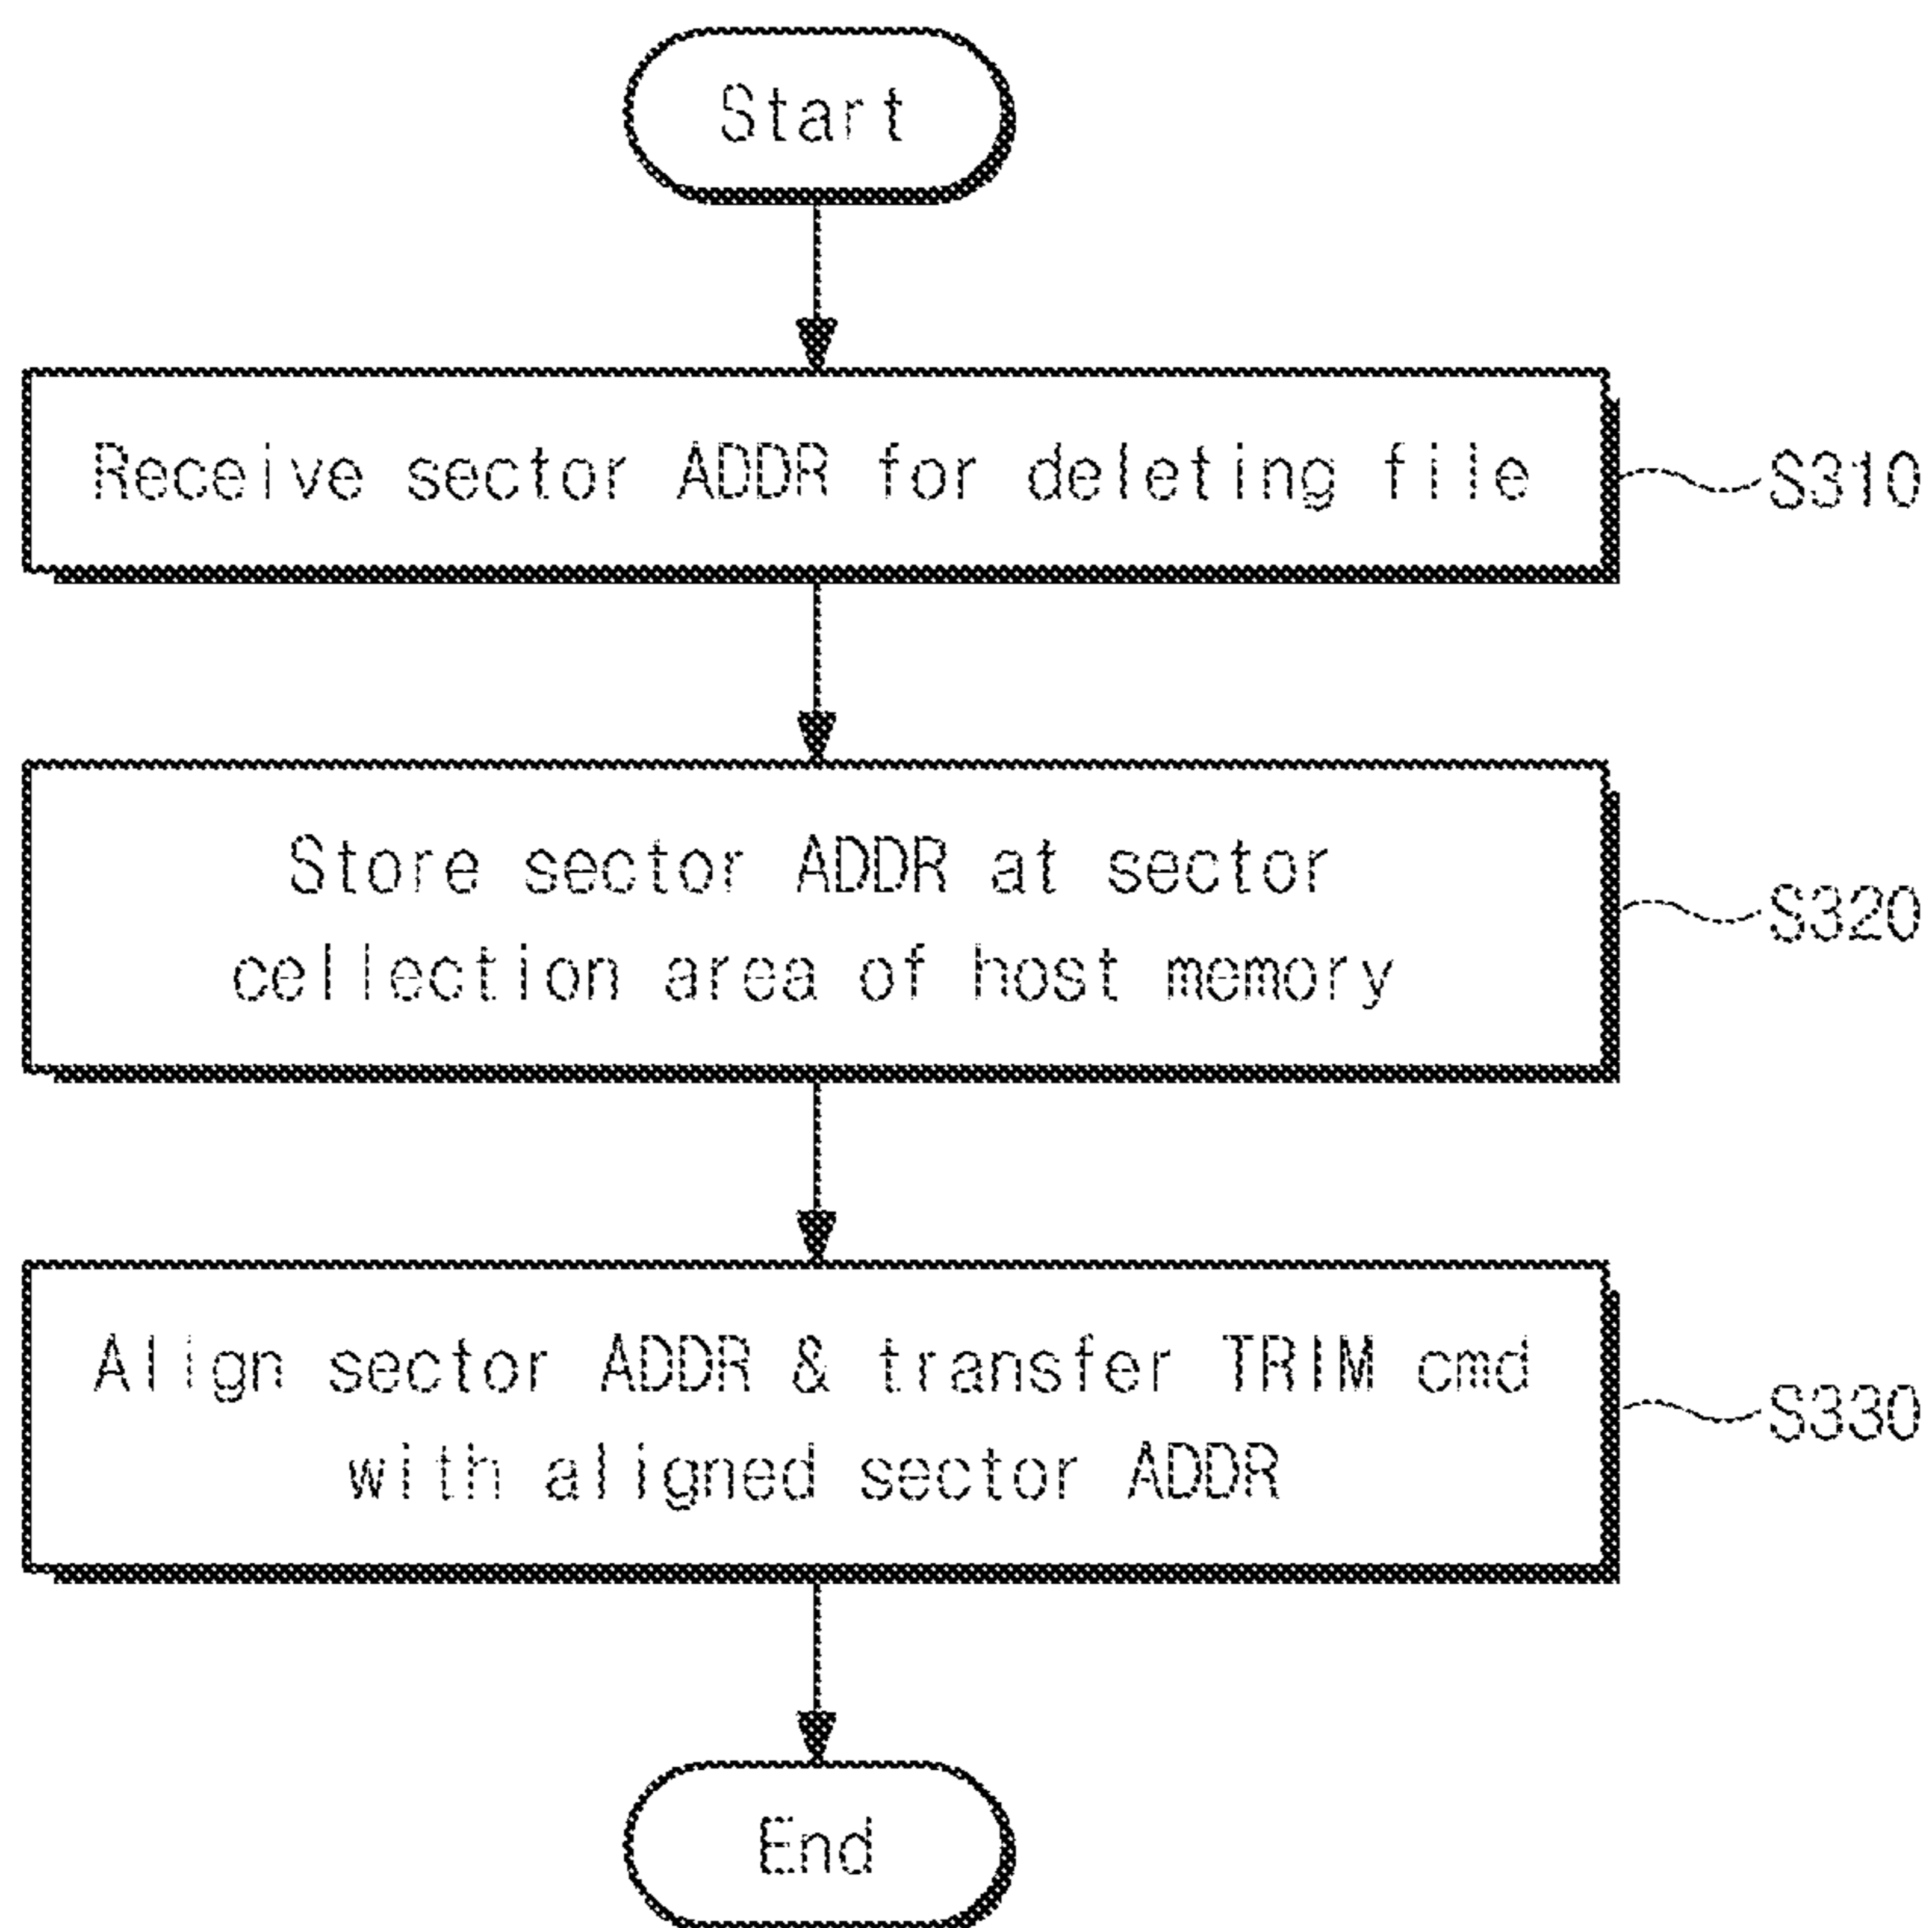 Start
Receive sector ADDR for deleting file
S310
Store sector ADDR at sector
cellection area of host memory
S320
Align sector ADDR & transfer TRIM cmd
with aligned sector ADDR
S330
End